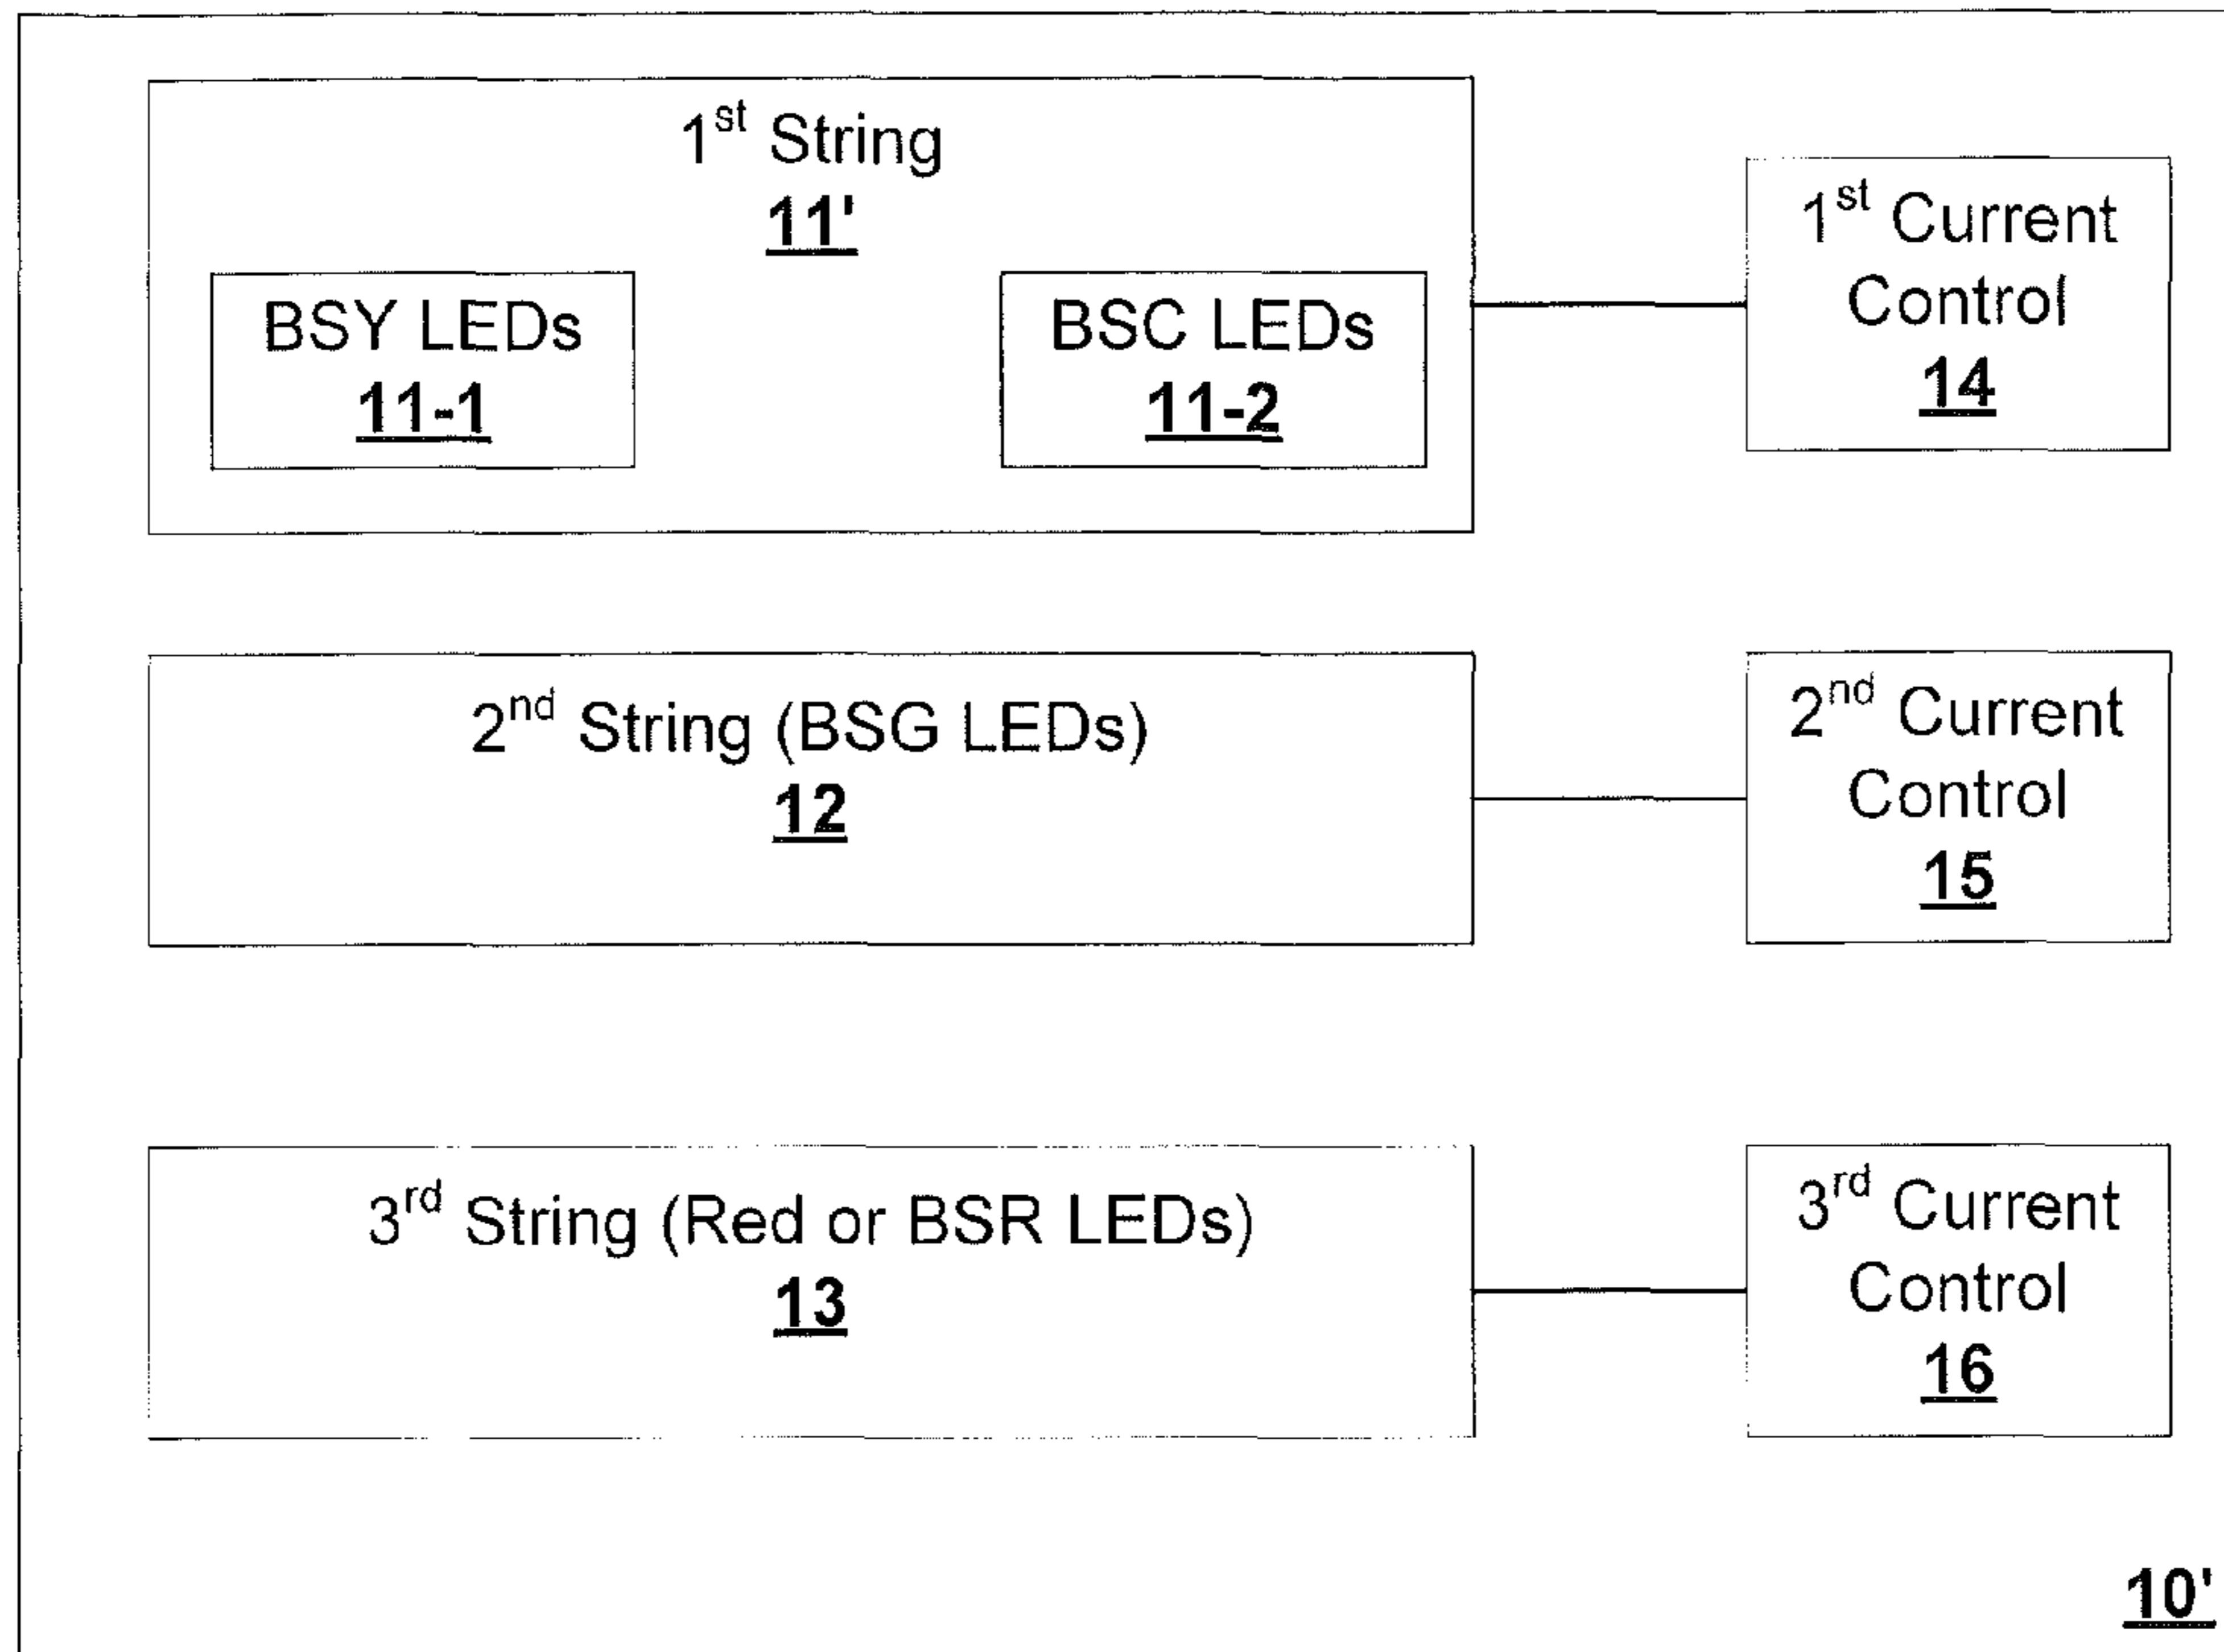 1st String
11'
BSY LEDs
11-1
BSC LEDs
11-2
1st Current
Control
14
2nd String (BSG LEDs)
12
2nd Current
Control
15
3rd String (Red or BSR LEDs)
13
3rd Current
Control
16
10'